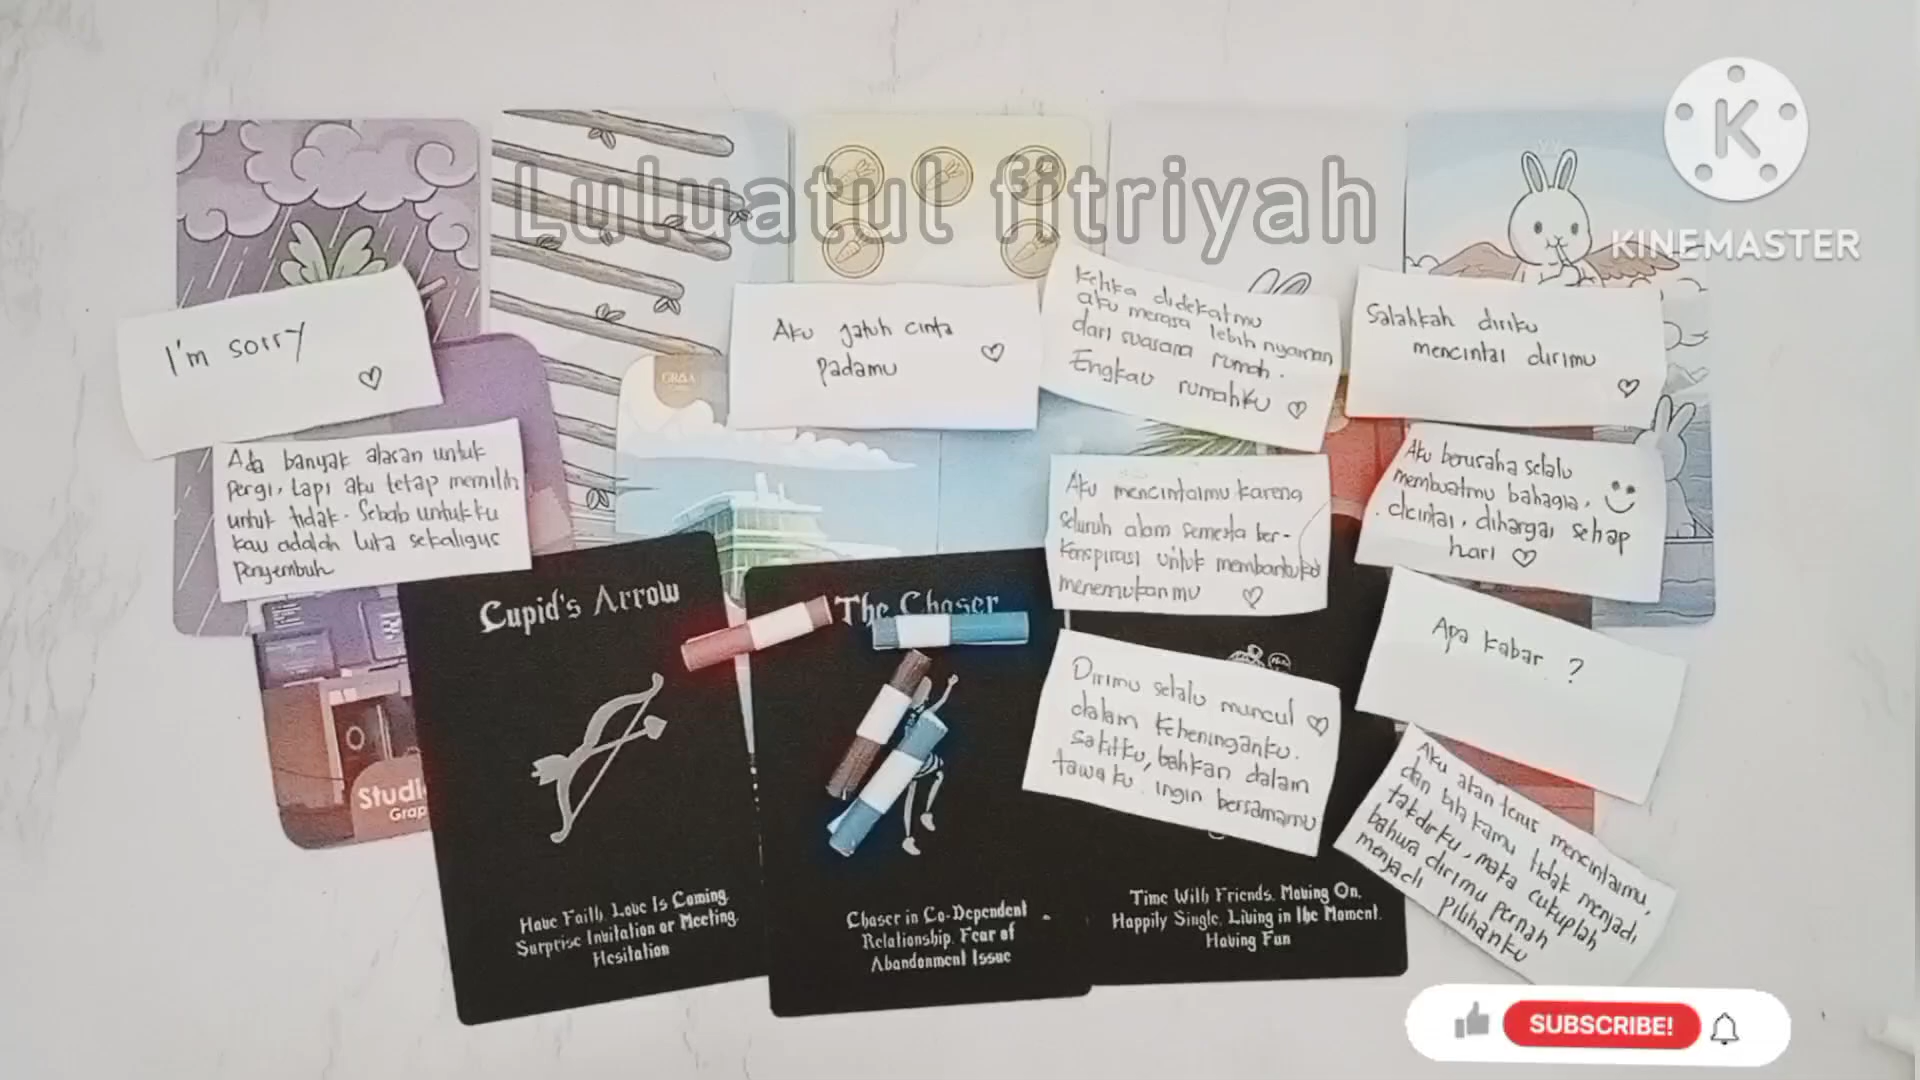 Luluatul fitriyah
K
KINEMASTER
I'm sorry
Ada banyak alasan untuk
pergi, tapi aku tetap memilih
untuk tidak. Sebab untukku
kau adalah luka sekaligus
penyembuh
Aku jatuh cinta
padamu
Ketika didekatmu
aku merasa lebih nyaman
dari suasana rumah.
Engkau rumahku
Salahkah diriku
mencintai dirimu
Aku mencintaimu karena
seluruh alam semesta ber-
konspirasi untuk membantuku
menemukanmu
Aku berusaha selalu
membuatmu bahagia,
dicintai, dihargai setiap
hari
Dirimu selalu muncul
dalam keheninganku.
sakitku, bahkan dalam
tawaku. ingin bersamamu
Apa kabar ?
Aku akan terus mencintaimu,
dan bila kamu tidak menjadi
takdirku, maka cukuplah
bahwa dirimu pernah
menjadi pilihanku
Cupid's Arrow
Have Faith, Love Is Coming,
Surprise Invitation or Meeting,
Hesitation
The Chaser
Chaser in Co-Dependent
Relationship, Fear of
Abandonment Issue
Time With Friends, Moving On,
Happily Single, Living in the Moment,
Having Fun
SUBSCRIBE!